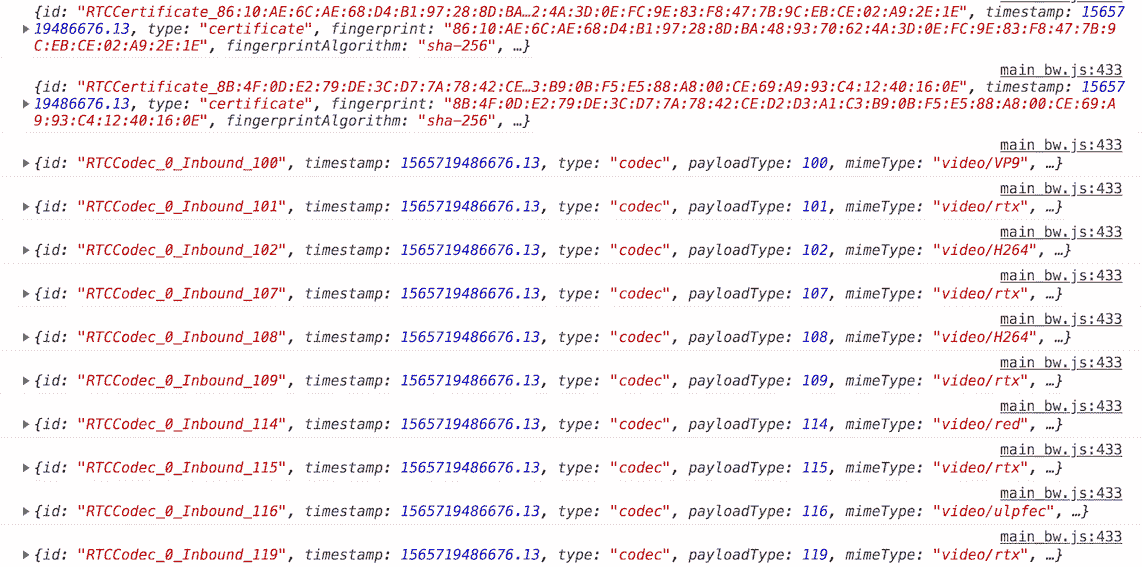 {id: "RTCCertificate_86:10:AE:6C:AE:68:D4:B1:97:28:8D:BA…2:4A:3D:0E:FC:9E:83:F8:47:7B:9C:EB:CE:02:A9:2E:1E", timestamp: 15657
19486676.13, type: "certificate", fingerprint: "86:10:AE:6C:AE:68:D4:B1:97:28:8D:BA:48:93:70:62:4A:3D:0E:FC:9E:83:F8:47:7B:9
C:EB:CE:02:A9:2E:1E", fingerprintAlgorithm: "sha-256", …}
main_bw.js:433
{id: "RTCCertificate_8B:4F:0D:E2:79:DE:3C:D7:7A:78:42:CE…3:B9:0B:F5:E5:88:A8:00:CE:69:A9:93:C4:12:40:16:0E", timestamp: 15657
19486676.13, type: "certificate", fingerprint: "8B:4F:0D:E2:79:DE:3C:D7:7A:78:42:CE:D2:D3:A1:C3:B9:0B:F5:E5:88:A8:00:CE:69:A
9:93:C4:12:40:16:0E", fingerprintAlgorithm: "sha-256", …}
main_bw.js:433
{id: "RTCCodec_0_Inbound_100", timestamp: 1565719486676.13, type: "codec", payloadType: 100, mimeType: "video/VP9", …}
main_bw.js:433
{id: "RTCCodec_0_Inbound_101", timestamp: 1565719486676.13, type: "codec", payloadType: 101, mimeType: "video/rtx", …}
main_bw.js:433
{id: "RTCCodec_0_Inbound_102", timestamp: 1565719486676.13, type: "codec", payloadType: 102, mimeType: "video/H264", …}
main_bw.js:433
{id: "RTCCodec_0_Inbound_107", timestamp: 1565719486676.13, type: "codec", payloadType: 107, mimeType: "video/rtx", …}
main_bw.js:433
{id: "RTCCodec_0_Inbound_108", timestamp: 1565719486676.13, type: "codec", payloadType: 108, mimeType: "video/H264", …}
main_bw.js:433
{id: "RTCCodec_0_Inbound_109", timestamp: 1565719486676.13, type: "codec", payloadType: 109, mimeType: "video/rtx", …}
main_bw.js:433
{id: "RTCCodec_0_Inbound_114", timestamp: 1565719486676.13, type: "codec", payloadType: 114, mimeType: "video/red", …}
main_bw.js:433
{id: "RTCCodec_0_Inbound_115", timestamp: 1565719486676.13, type: "codec", payloadType: 115, mimeType: "video/rtx", …}
main_bw.js:433
{id: "RTCCodec_0_Inbound_116", timestamp: 1565719486676.13, type: "codec", payloadType: 116, mimeType: "video/ulpfec", …}
main_bw.js:433
{id: "RTCCodec_0_Inbound_119", timestamp: 1565719486676.13, type: "codec", payloadType: 119, mimeType: "video/rtx", …}